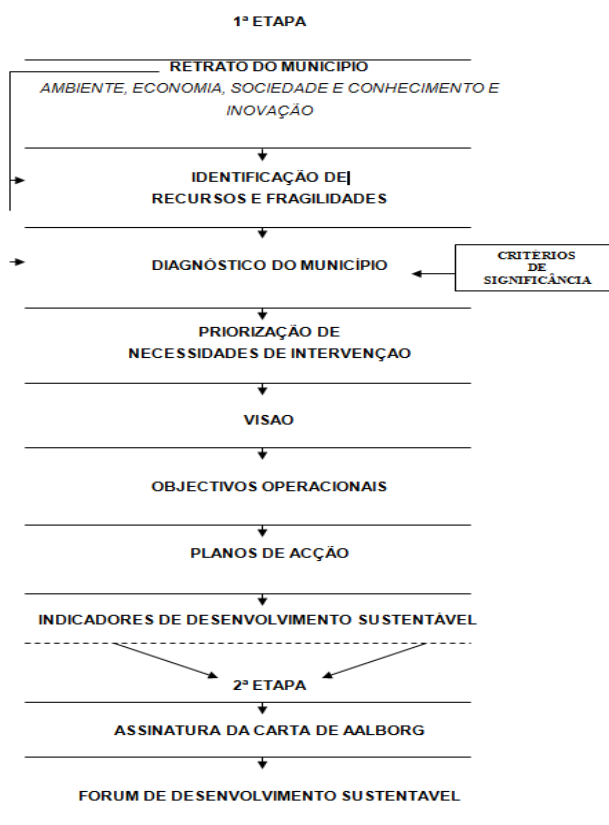 1ª ETAPA
RETRATO DO MUNICIPIO
AMBIENTE, ECONOMIA, SOCIEDADE E CONHECIMENTO E
INOVAÇÃO
IDENTIFICAÇÃO DE
RECURSOS E FRAGILIDADES
DIAGNÓSTICO DO MUNICÍPIO
CRITÉRIOS
DE
SIGNIFICÂNCIA
PRIORIZAÇÃO DE
NECESSIDADES DE INTERVENÇAO
VISAO
OBJECTIVOS OPERACIONAIS
PLANOS DE ACÇÃO
INDICADORES DE DESENVOLVIMENTO SUSTENTÁVEL
2ª ETAPA
ASSINATURA DA CARTA DE AALBORG
FORUM DE DESENVOLVIMENTO SUSTENTAVEL